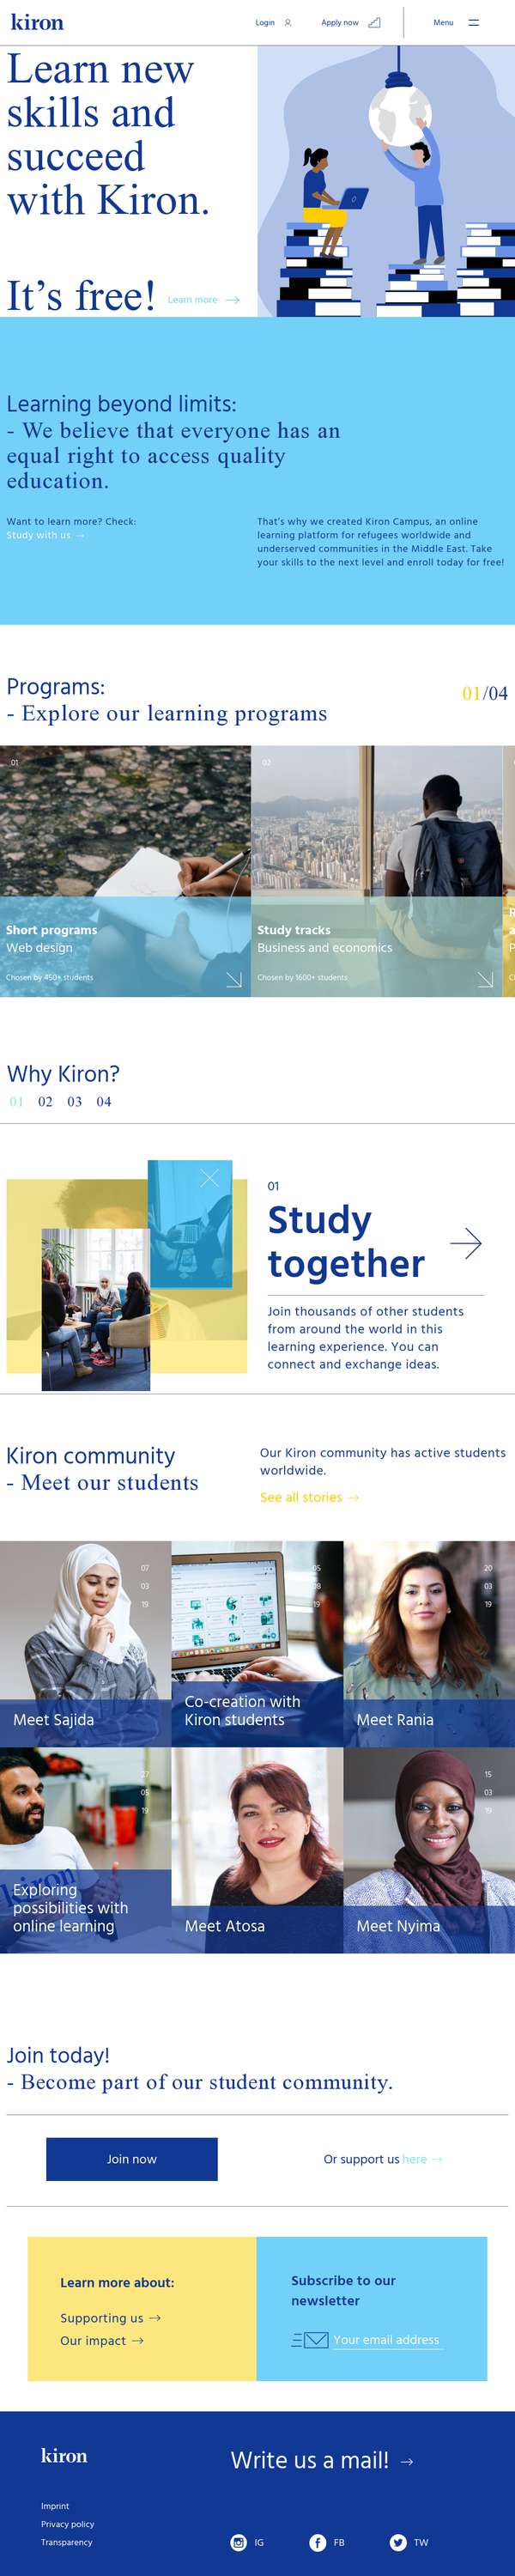 kiron
Login
Apply now
Menu
Learn new
skills and
succeed
with Kiron.
It's free!
Learn more →
Learning beyond limits:
- We believe that everyone has an
equal right to access quality
education.
Want to learn more? Check:
Study with us →
That's why we created Kiron Campus, an online
learning platform for refugees worldwide and
underserved communities in the Middle East. Take
your skills to the next level and enroll today for free!
Programs:
- Explore our learning programs
01/04
01
Short programs
Web design
Chosen by 450+ students
02
Study tracks
Business and economics
Chosen by 1600+ students
Why Kiron?
01 02 03 04
01
Study
together
Join thousands of other students
from around the world in this
learning experience. You can
connect and exchange ideas.
Kiron community
- Meet our students
Our Kiron community has active students
worldwide.
See all stories →
07
03
19
Meet Sajida
05
08
19
Co-creation with
Kiron students
20
03
19
Meet Rania
27
05
19
kiron
Exploring
possibilities with
online learning
Meet Atosa
15
03
19
Meet Nyima
Join today!
- Become part of our student community.
Join now
Or support us here →
Learn more about:
Supporting us →
Our impact →
Subscribe to our
newsletter
Your email address
kiron
Write us a mail! →
Imprint
Privacy policy
Transparency
IG
FB
TW